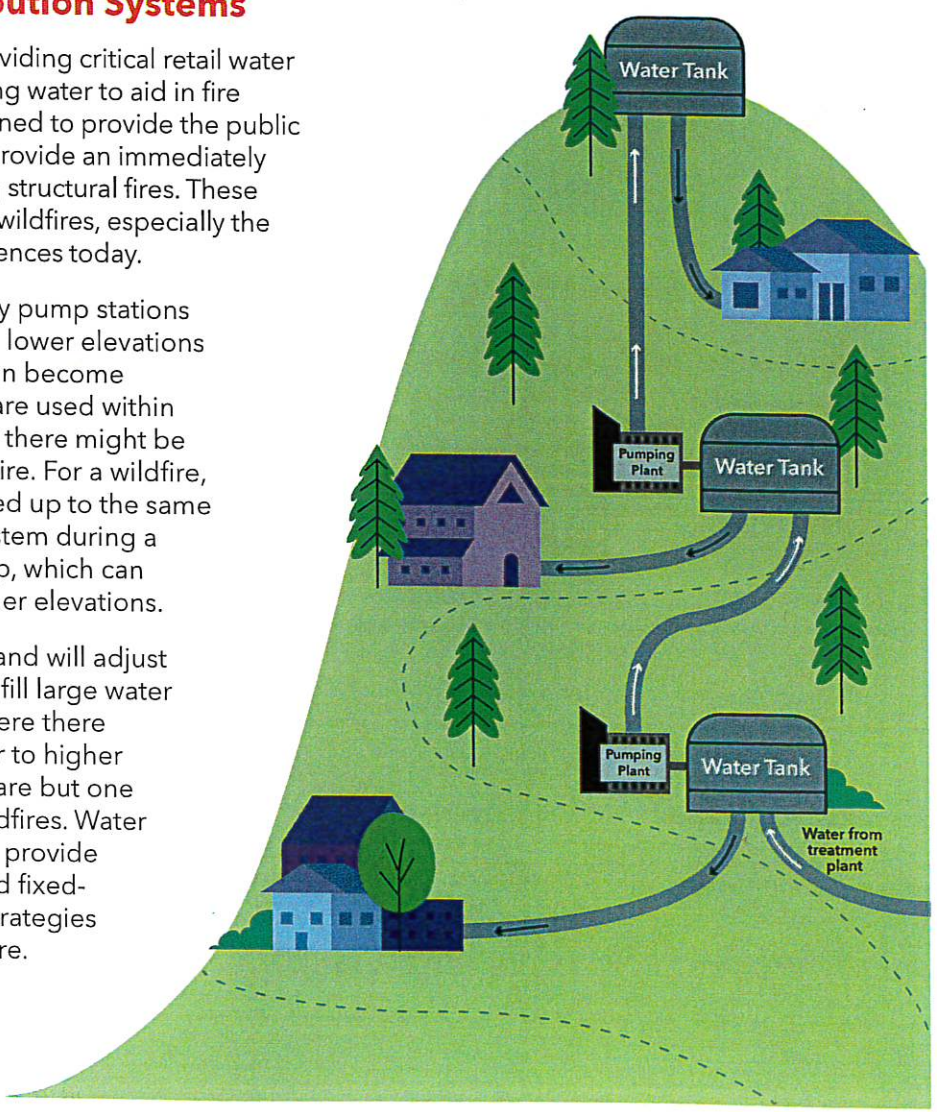 bution Systems
viding critical retail water
ng water to aid in fire
ned to provide the public
rovide an immediately
structural fires. These
wildfires, especially the
ences today.
y pump stations
lower elevations
n become
are used within
there might be
ire. For a wildfire,
ed up to the same
stem during a
o, which can
er elevations.
and will adjust
fill large water
ere there
r to higher
are but one
dfires. Water
provide
d fixed-
trategies
re.
Water Tank
Pumping
Plant
Water Tank
Pumping
Plant
Water Tank
Water from
treatment
plant